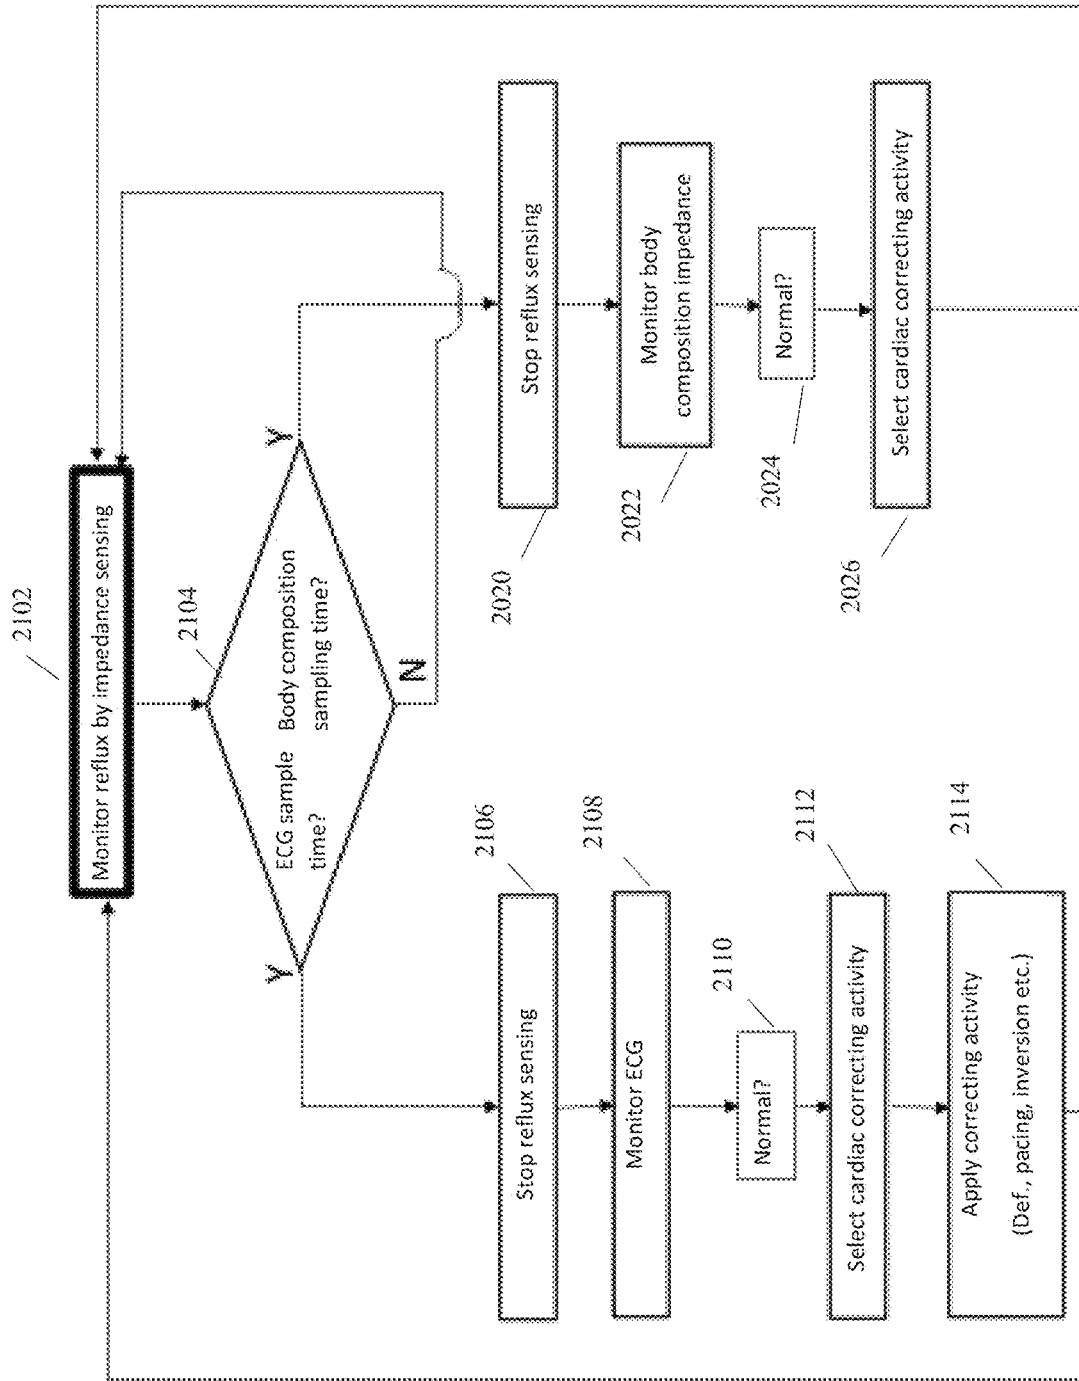 2102
Monitor reflux by impedance sensing
2104
ECG sample
time?
Body composition
sampling time?
Y
Y
N
2106
Stop reflux sensing
2108
Monitor ECG
2110
Normal?
2112
Select cardiac correcting activity
2114
Apply correcting activity
(Def., pacing, inversion etc.)
Stop reflux sensing
2020
Monitor body
composition impedance
2022
Normal?
2024
Select cardiac correcting activity
2026